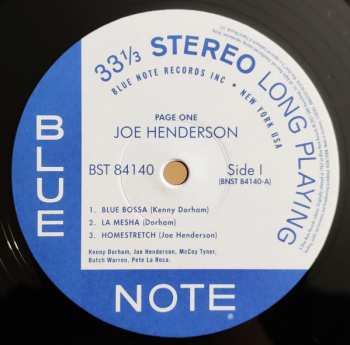 33 1/3 STEREO LONG PLAYING
BLUE NOTE RECORDS INC • NEW YORK USA
PAGE ONE
JOE HENDERSON
BST 84140
Side I
(BNST 84140-A)
1. BLUE BOSSA (Kenny Dorham)
2. LA MESHA (Dorham)
3. HOMESTRETCH (Joe Henderson)
Kenny Dorham, Joe Henderson, McCoy Tyner,
Butch Warren, Pete La Roca.
BLUE
NOTE®